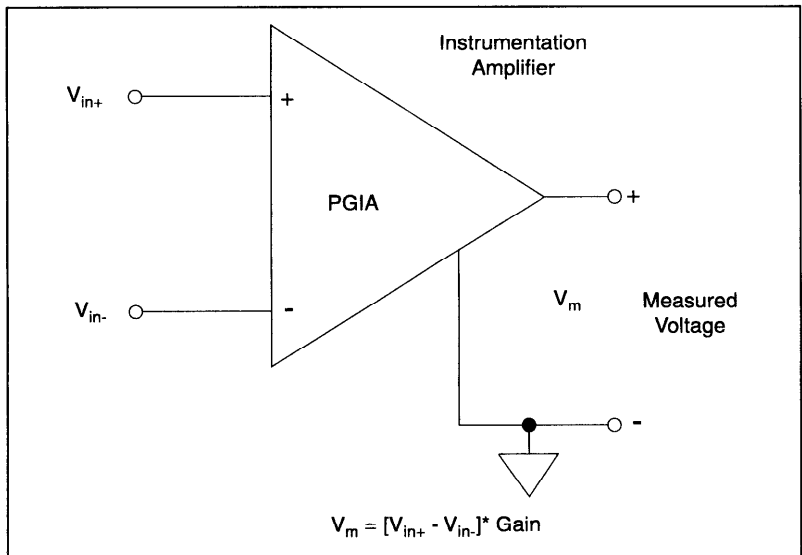 Instrumentation
Amplifier
V_in+
+
PGIA
+
V_in-
-
V_m
Measured
Voltage
-
V_m = [V_in+ - V_in-]* Gain